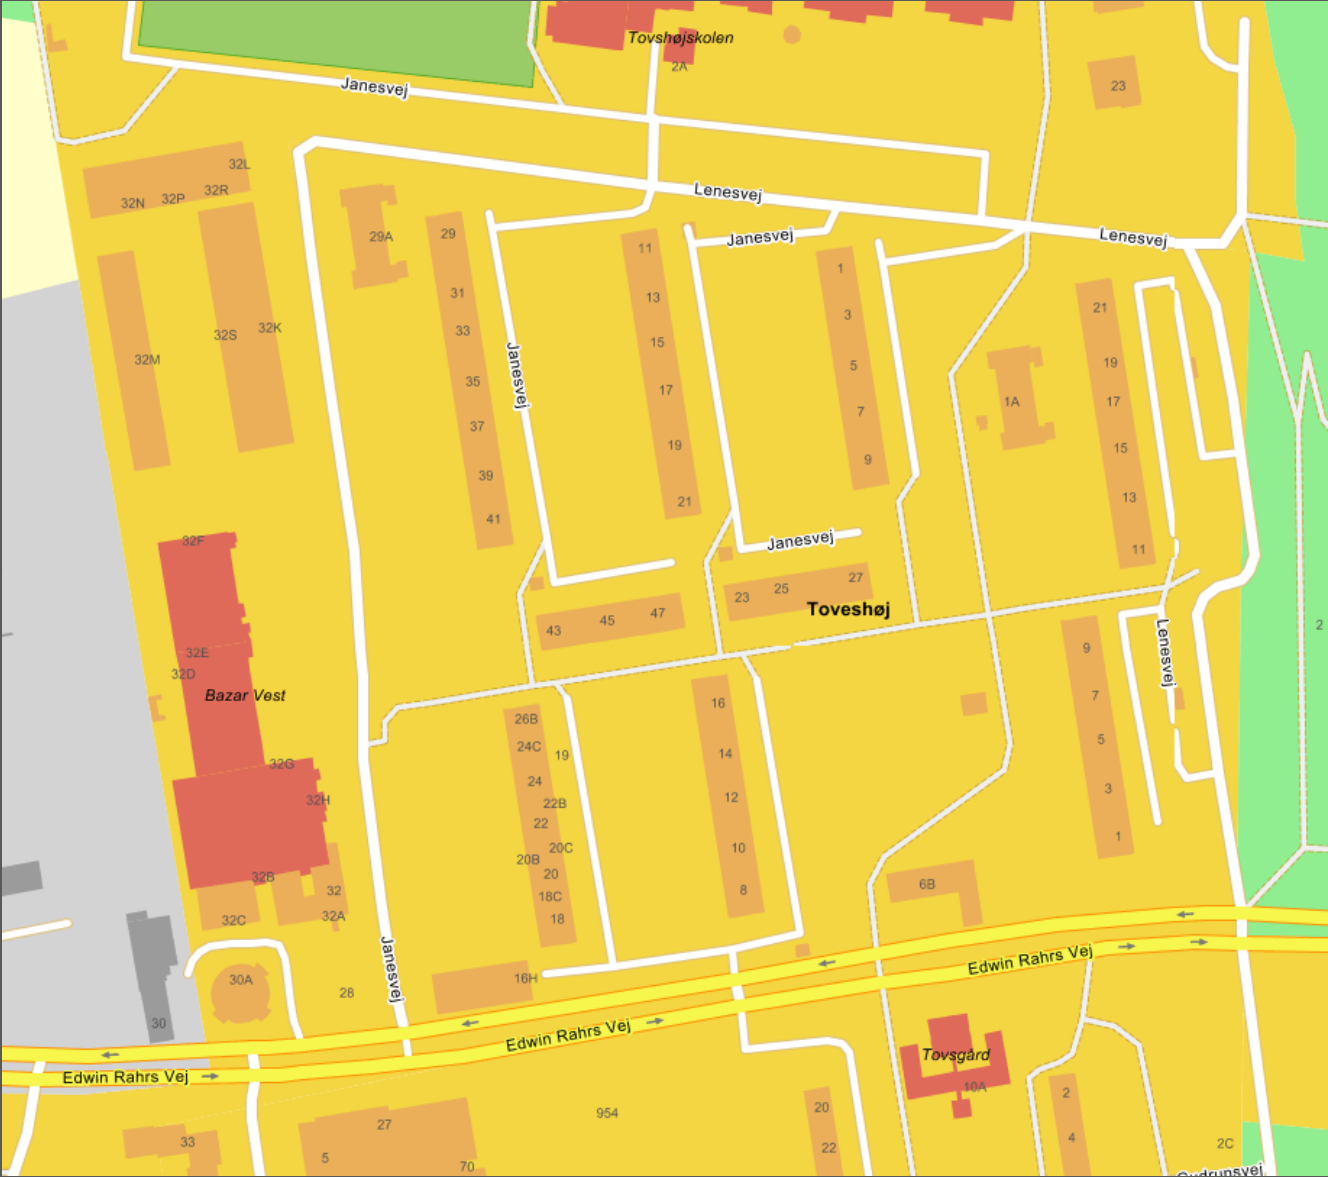 Tovshøjskolen
2A
Janesvej
23
32L
32R
32P
32N
Lenesvej
29A
29
11
Janesvej
1
Lenesvej
31
13
3
21
32K
32S
33
15
5
19
32M
Janesvej
35
17
7
1A
17
37
19
9
15
39
21
13
41
Janesvej
11
32F
43
45
47
23
25
27
Toveshøj
2
32E
32D
Bazar Vest
9
Lenesvej
7
26B
16
5
24C
19
14
32G
24
12
3
32H
22B
22
10
1
20C
20B
20
32B
8
6B
32
18C
32C
32A
18
Janesvej
16H
30A
28
Edwin Rahrs Vej
30
Edwin Rahrs Vej
Tovsgård
Edwin Rahrs Vej
10A
2
20
954
27
4
33
22
2C
5
70
Gudrunsvej